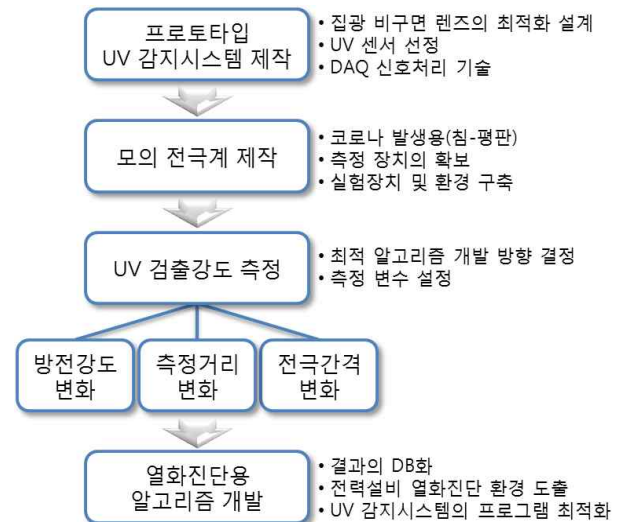 프로토타입
UV 감지시스템 제작
• 집광 비구면 렌즈의 최적화 설계
• UV 센서 선정
• DAQ 신호처리 기술
모의 전극계 제작
• 코로나 발생용(침-평판)
• 측정 장치의 확보
• 실험장치 및 환경 구축
UV 검출강도 측정
• 최적 알고리즘 개발 방향 결정
• 측정 변수 설정
방전강도
변화
측정거리
변화
전극간격
변화
열화진단용
알고리즘 개발
• 결과의 DB화
• 전력설비 열화진단 환경 도출
• UV 감지시스템의 프로그램 최적화